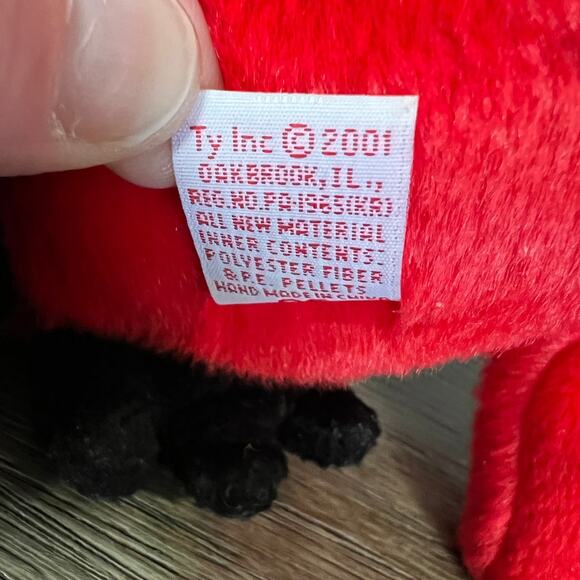 Ty Inc © 2001
OAKBROOK, IL.,
REG.NO.PA-1965(KR)
ALL NEW MATERIAL
INNER CONTENTS:
POLYESTER FIBER
& P.E. PELLETS
HAND MADE IN CHINA